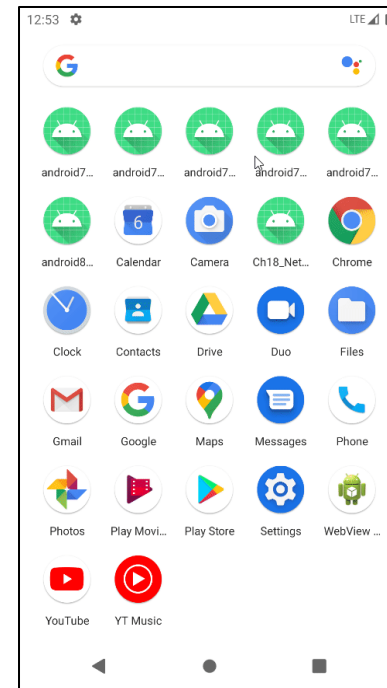 12:53 LTE
android7... android7... android7... android7... android7...
6
android8... Calendar Camera Ch18_Net... Chrome
Clock Contacts Drive Duo Files
Gmail Google Maps Messages Phone
Photos Play Movi... Play Store Settings WebView ...
YouTube YT Music